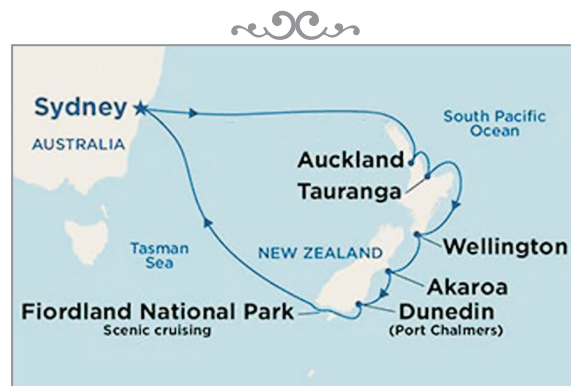 Sydney
AUSTRALIA
South Pacific
Ocean
Auckland
Tauranga
Tasman
Sea
NEW ZEALAND
Wellington
Akaroa
Fiordland National Park
Scenic cruising
Dunedin
(Port Chalmers)